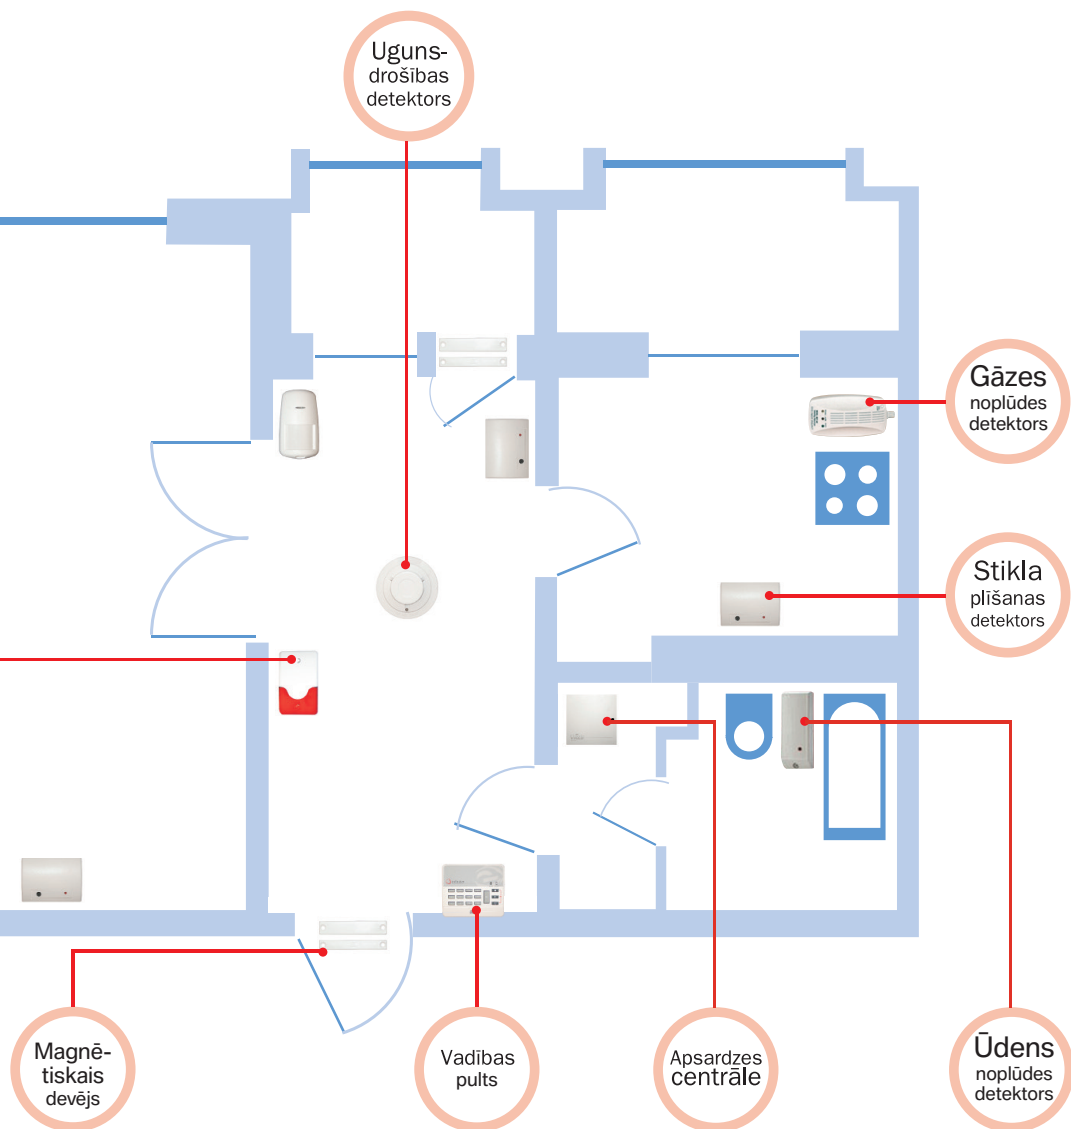 Uguns-
drošības
detektors
Gāzes
noplūdes
detektors
Stikla
plīšanas
detektors
Magnē-
tiskais
devējs
Vadības
pults
Apsardzes
centrāle
Ūdens
noplūdes
detektors